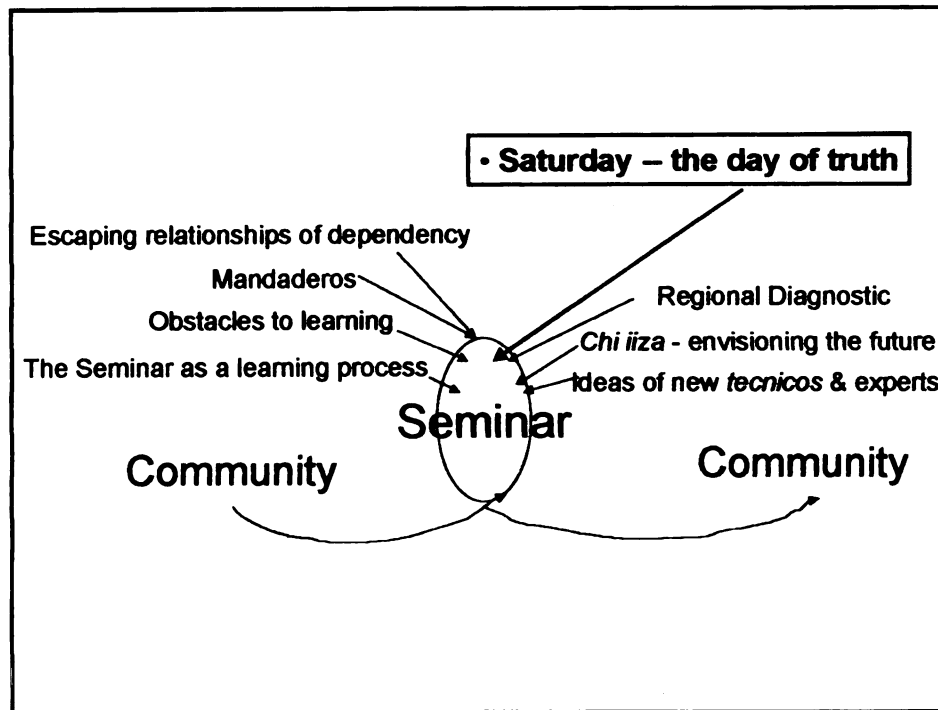 • Saturday – the day of truth
Escaping relationships of dependency
Mandaderos
Obstacles to learning
The Seminar as a learning process
Regional Diagnostic
Chi iiza - envisioning the future
Ideas of new tecnicos & experts
Seminar
Community
Community